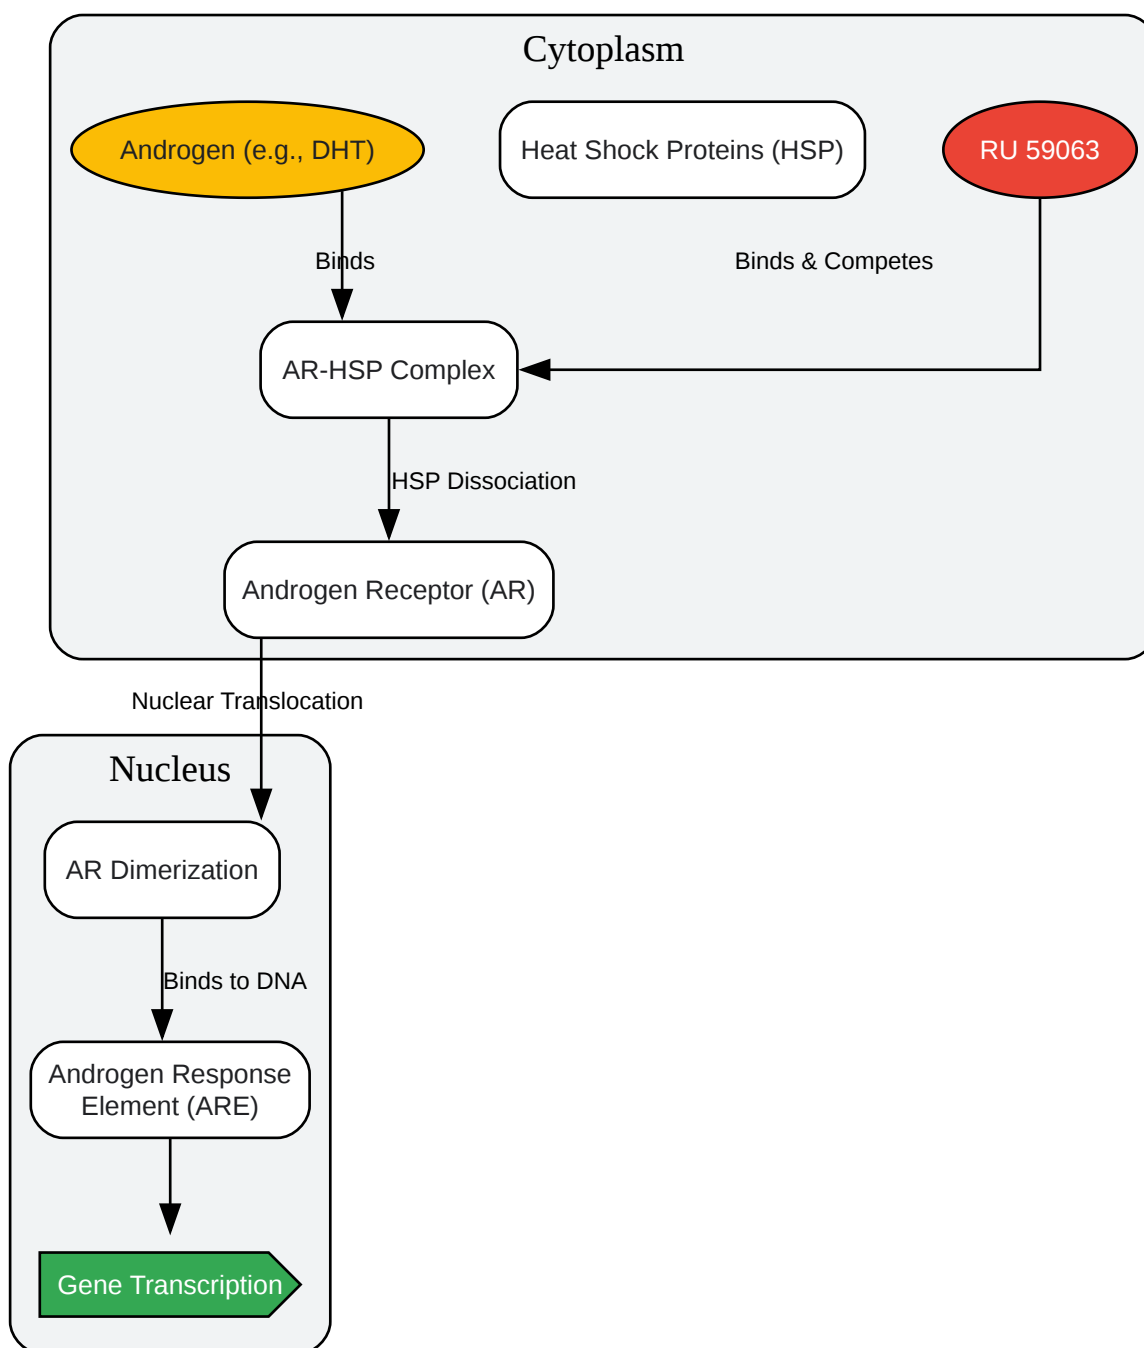 Cytoplasm
Androgen (e.g., DHT)
Heat Shock Proteins (HSP)
RU 59063
Binds
Binds & Competes
AR-HSP Complex
HSP Dissociation
Androgen Receptor (AR)
Nuclear Translocation
Nucleus
AR Dimerization
Binds to DNA
Androgen Response
Element (ARE)
Gene Transcription